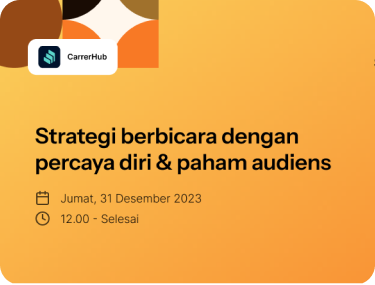 CarrerHub
Strategi berbicara dengan
percaya diri & paham audiens
Jumat, 31 Desember 2023
12.00 - Selesai